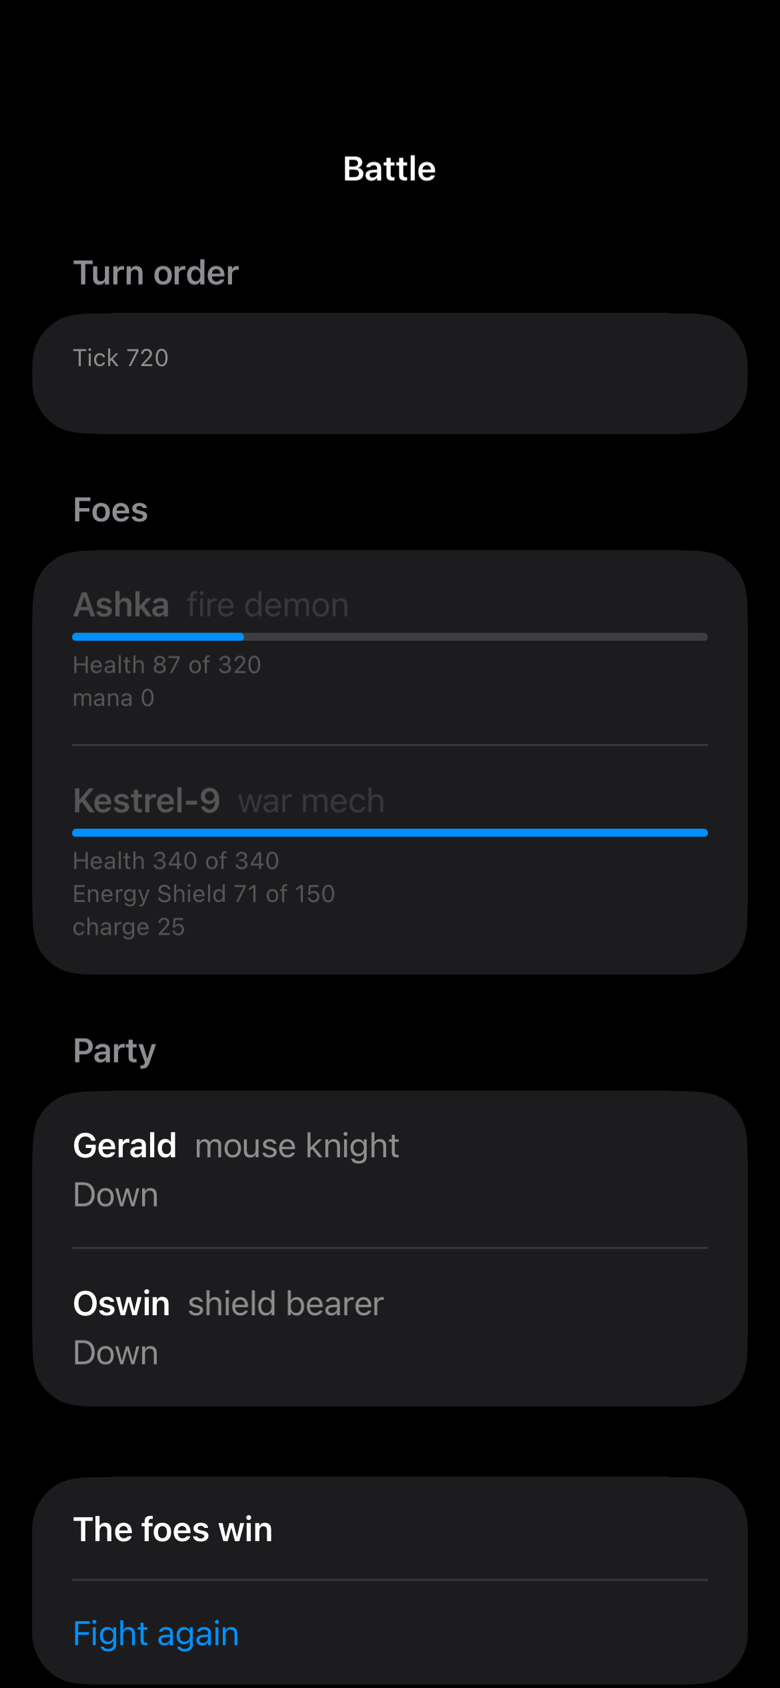 Battle
Turn order
Tick 720
Foes
Ashka fire demon
Health 87 of 320
mana 0
Kestrel-9 war mech
Health 340 of 340
Energy Shield 71 of 150
charge 25
Party
Gerald mouse knight
Down
Oswin shield bearer
Down
The foes win
Fight again